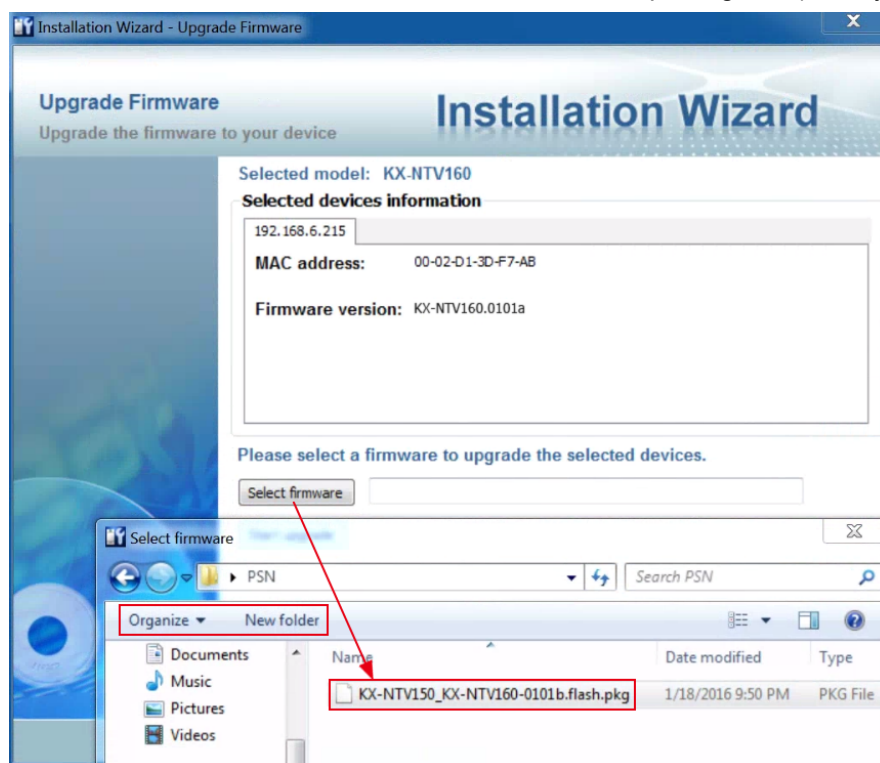 Installation Wizard - Upgrade Firmware
X
Upgrade Firmware
Installation Wizard
Upgrade the firmware to your device
Selected model: KX-NTV160
Selected devices information
192.168.6.215
MAC address: 00-02-D1-3D-F7-AB
Firmware version: KX-NTV160.0101a
Please select a firmware to upgrade the selected devices.
Select firmware
Select firmware
PSN
Search PSN
Organize
New folder
Documents
Name
Date modified
Type
Music
KX-NTV150_KX-NTV160-0101b.flash.pkg
1/18/2016 9:50 PM
PKG File
Pictures
Videos